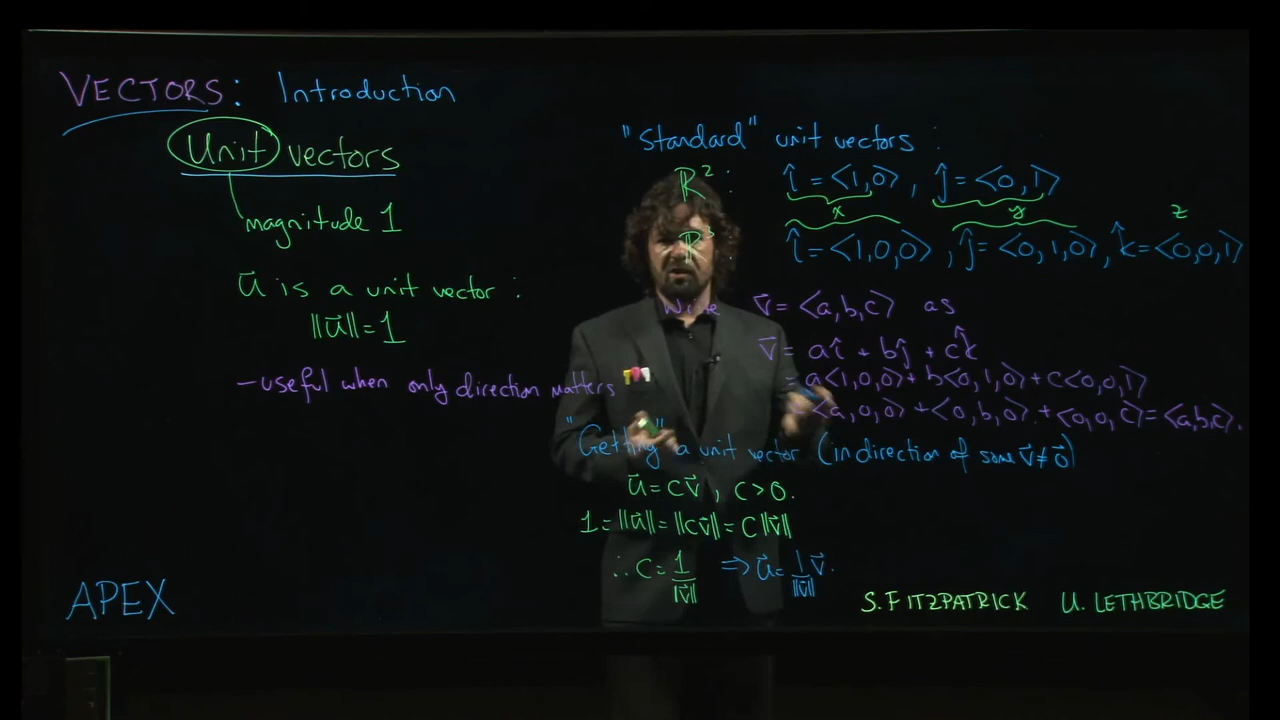 VECTORS: Introduction
Unit vectors
magnitude 1
u⃗ is a unit vector:
‖u⃗‖=1
-useful when only direction matters
"Standard" unit vectors:
ℝ²: î=<1,0>, ĵ=<0,1>
x y z
ℝ³: î=<1,0,0>, ĵ=<0,1,0>, k̂=<0,0,1>
Write v⃗=<a,b,c> as
v⃗= aî + bĵ + ck̂
= a<1,0,0>+ b<0,1,0>+c<0,0,1>
=<a,0,0>+<0,b,0>+<0,0,c>=<a,b,c>.
"Getting" a unit vector (in direction of some v⃗≠0⃗)
u⃗=cv⃗, c>0.
1=‖u⃗‖=‖cv⃗‖=c‖v⃗‖
∴ c=1/‖v⃗‖ ⇒ u⃗=1/‖v⃗‖ v⃗.
APEX
S.FITZPATRICK U. LETHBRIDGE